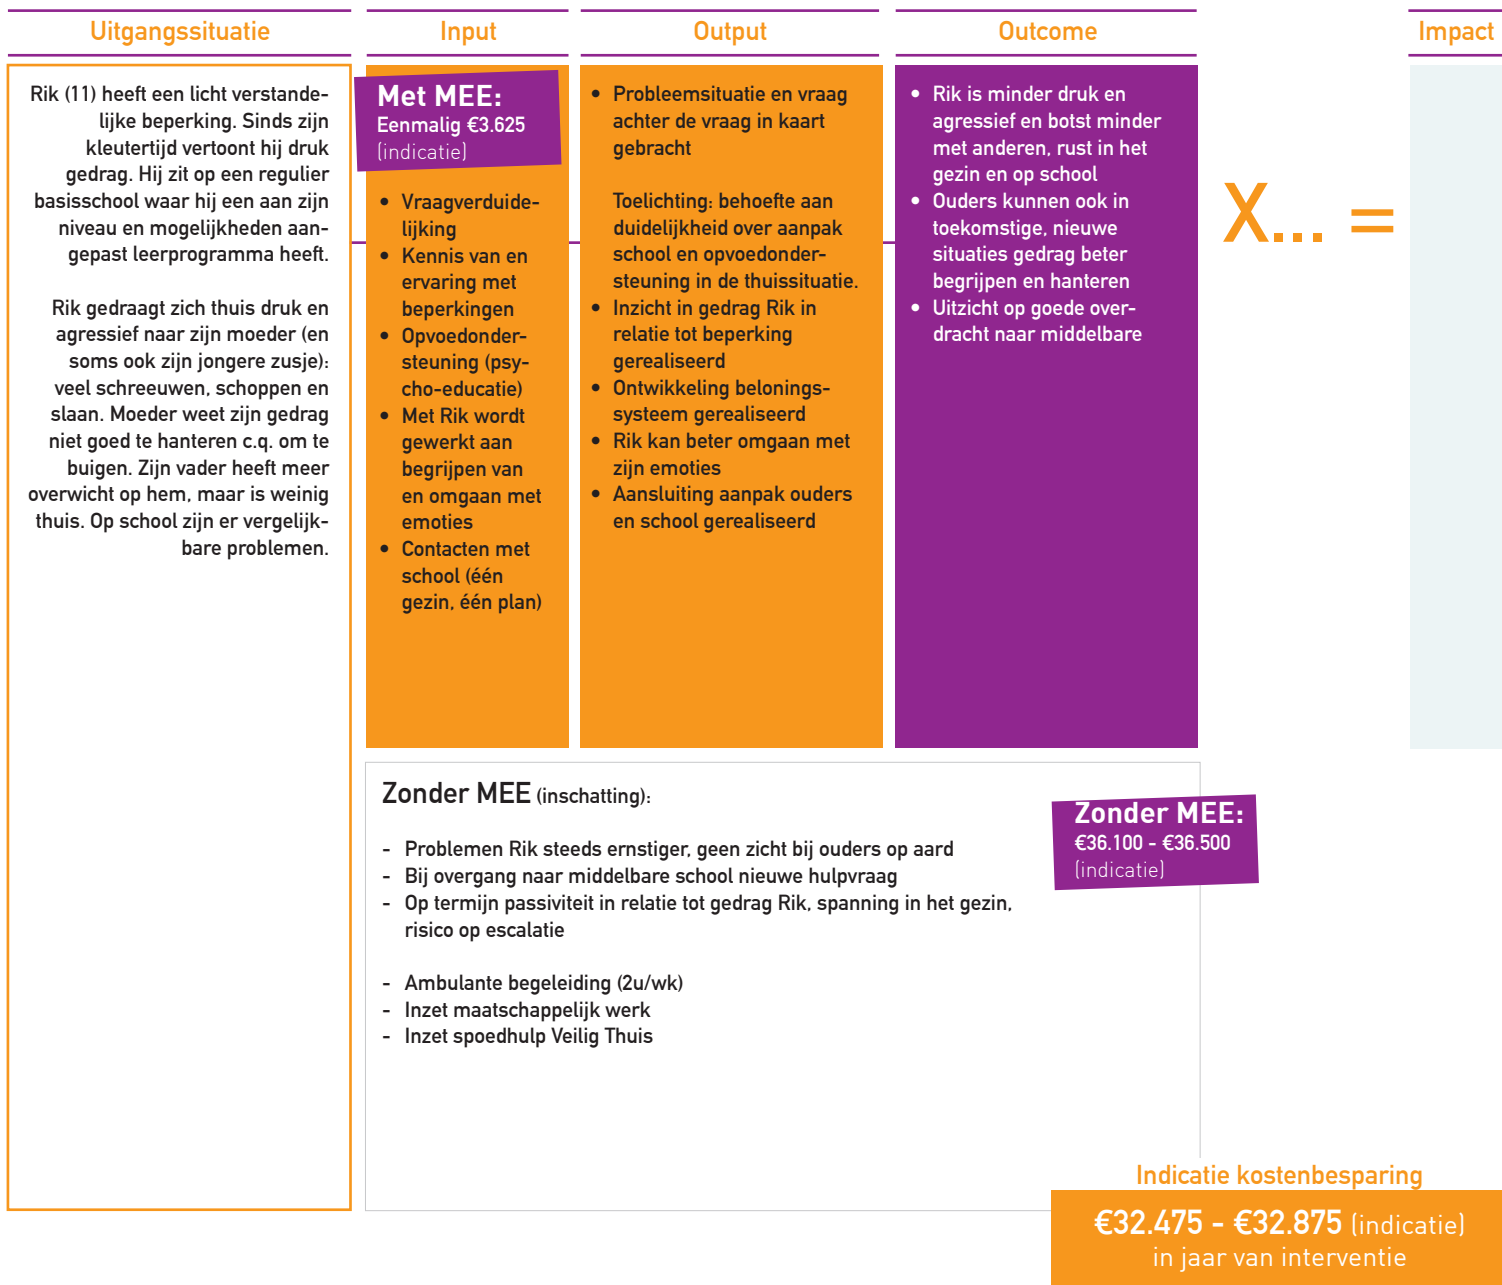 Uitgangssituatie
Rik (11) heeft een licht verstande-
lijke beperking. Sinds zijn
kleutertijd vertoont hij druk
gedrag. Hij zit op een regulier
basisschool waar hij een aan zijn
niveau en mogelijkheden aan-
gepast leerprogramma heeft.
Rik gedraagt zich thuis druk en
agressief naar zijn moeder (en
soms ook zijn jongere zusje):
veel schreeuwen, schoppen en
slaan. Moeder weet zijn gedrag
niet goed te hanteren c.q. om te
buigen. Zijn vader heeft meer
overwicht op hem, maar is weinig
thuis. Op school zijn er vergelijk-
bare problemen.
Input
Met MEE:
Eenmalig €3.625
(indicatie)
• Vraagverduide-
lijking
• Kennis van en
ervaring met
beperkingen
• Opvoedonder-
steuning (psy-
cho-educatie)
• Met Rik wordt
gewerkt aan
begrijpen van
en omgaan met
emoties
• Contacten met
school (één
gezin, één plan)
Output
• Probleemsituatie en vraag
achter de vraag in kaart
gebracht
Toelichting: behoefte aan
duidelijkheid over aanpak
school en opvoedonder-
steuning in de thuissituatie.
• Inzicht in gedrag Rik in
relatie tot beperking
gerealiseerd
• Ontwikkeling belonings-
systeem gerealiseerd
• Rik kan beter omgaan met
zijn emoties
• Aansluiting aanpak ouders
en school gerealiseerd
Outcome
• Rik is minder druk en
agressief en botst minder
met anderen, rust in het
gezin en op school
• Ouders kunnen ook in
toekomstige, nieuwe
situaties gedrag beter
begrijpen en hanteren
• Uitzicht op goede over-
dracht naar middelbare
X... =
Impact
Zonder MEE (inschatting):
- Problemen Rik steeds ernstiger, geen zicht bij ouders op aard
- Bij overgang naar middelbare school nieuwe hulpvraag
- Op termijn passiviteit in relatie tot gedrag Rik, spanning in het gezin,
risico op escalatie
- Ambulante begeleiding (2u/wk)
- Inzet maatschappelijk werk
- Inzet spoedhulp Veilig Thuis
Zonder MEE:
€36.100 - €36.500
(indicatie)
Indicatie kostenbesparing
€32.475 - €32.875 (indicatie)
in jaar van interventie